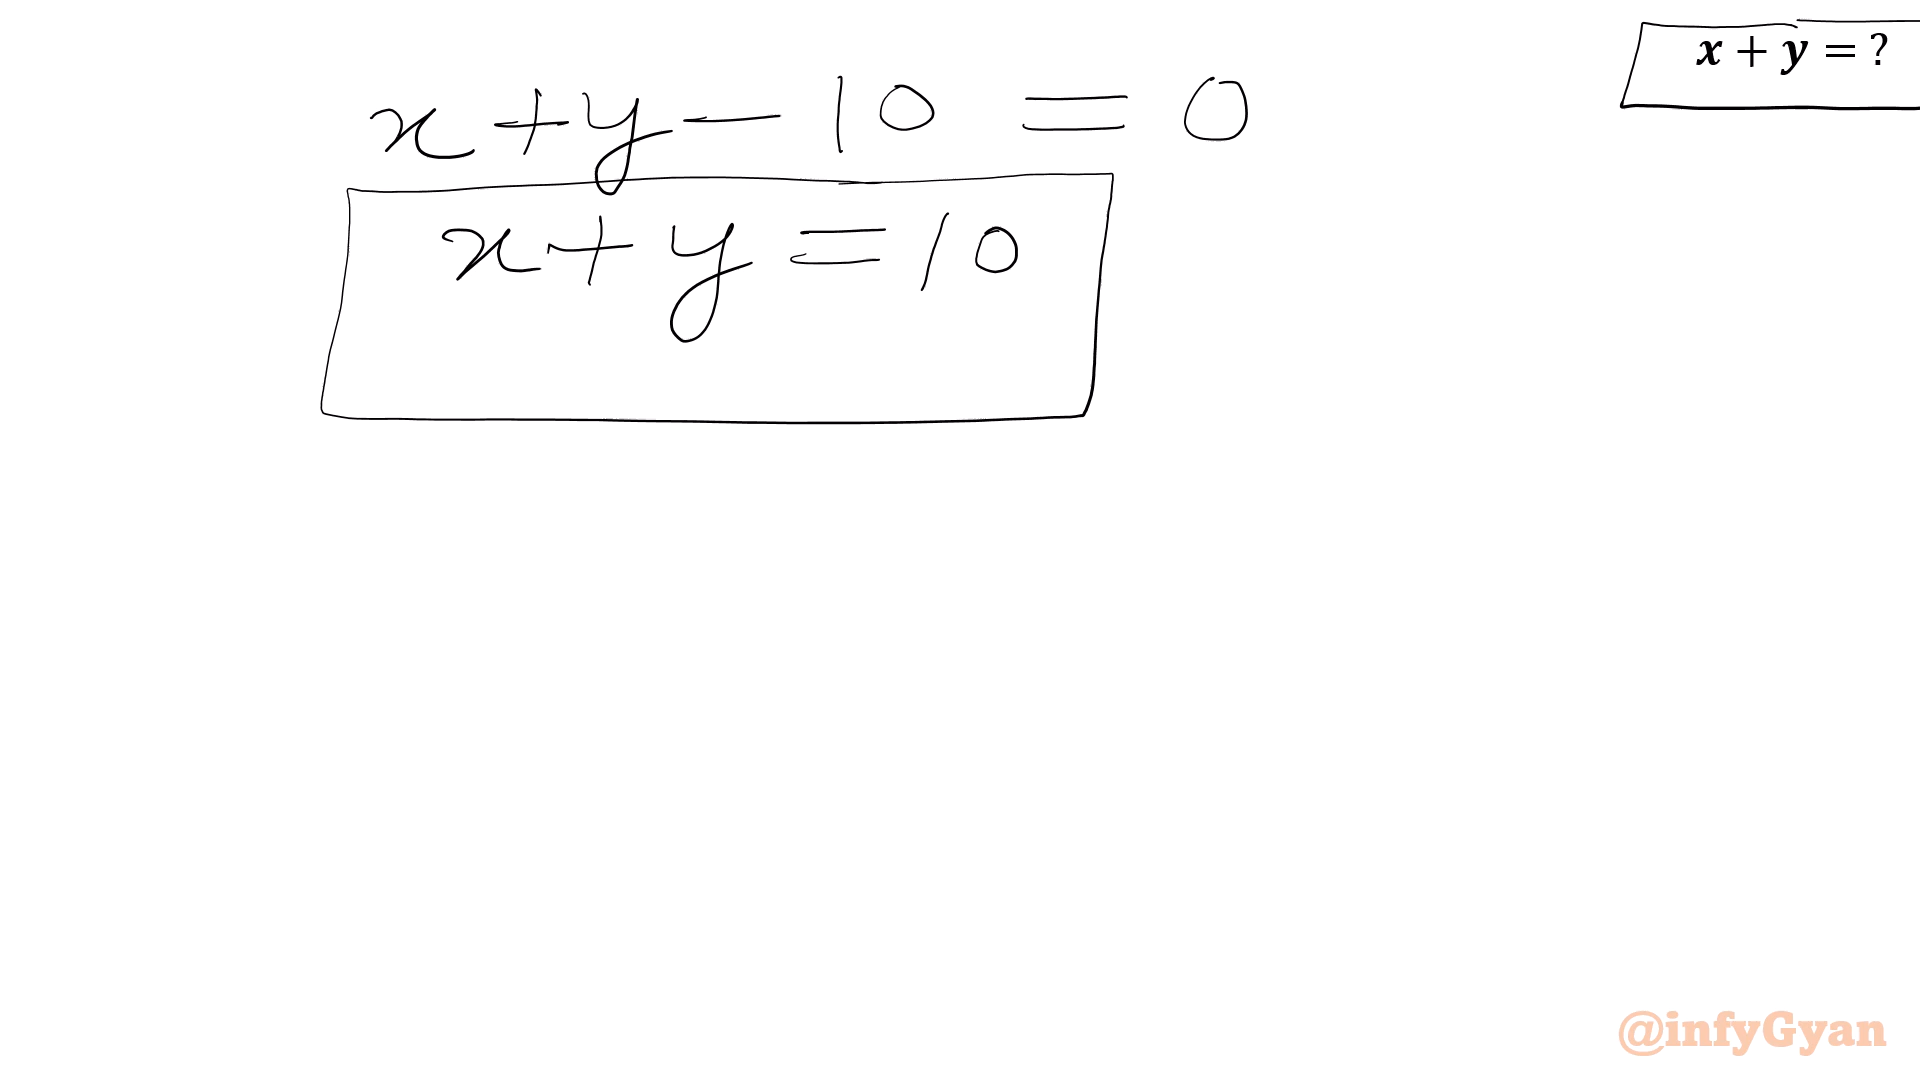 x + y = ?
x + y - 10 = 0
x + y = 10
@infyGyan